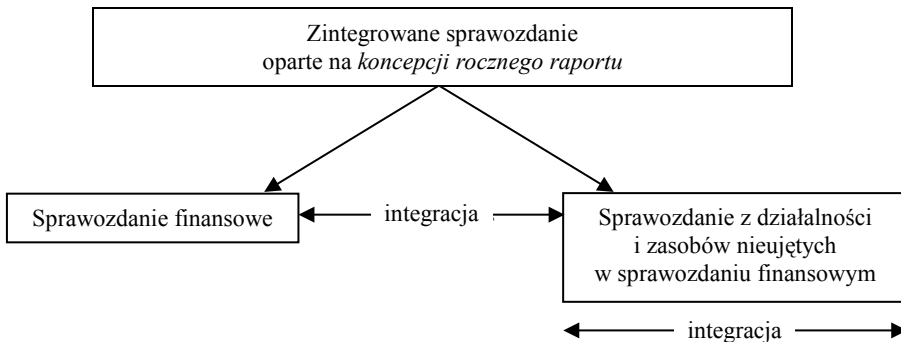 Zintegrowane sprawozdanie
oparte na koncepcji rocznego raportu
Sprawozdanie finansowe
integracja
Sprawozdanie z działalności
i zasobów nieujętych
w sprawozdaniu finansowym
integracja